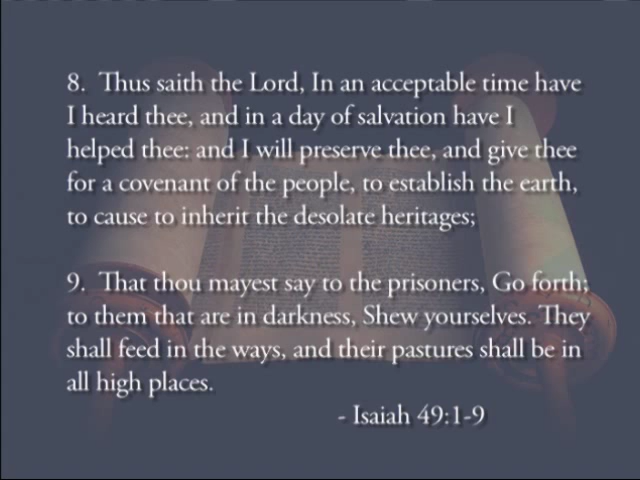 8. Thus saith the Lord, In an acceptable time have
I heard thee, and in a day of salvation have I
helped thee: and I will preserve thee, and give thee
for a covenant of the people, to establish the earth,
to cause to inherit the desolate heritages;
9. That thou mayest say to the prisoners, Go forth;
to them that are in darkness, Shew yourselves. They
shall feed in the ways, and their pastures shall be in
all high places.
- Isaiah 49:1-9